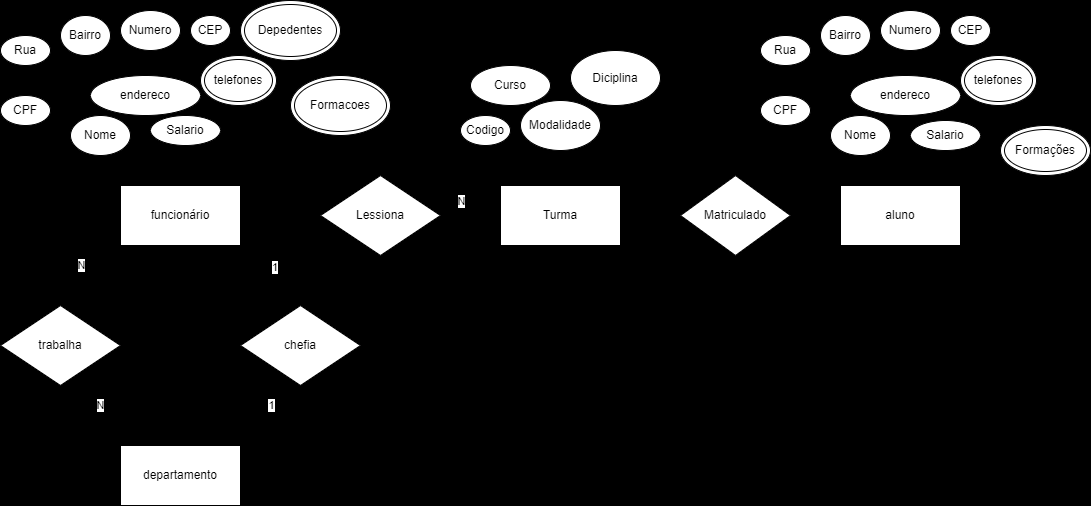 Rua
Bairro
Numero
CEP
Depedentes
telefones
endereco
Formacoes
CPF
Nome
Salario
Curso
Diciplina
Codigo
Modalidade
Rua
Bairro
Numero
CEP
telefones
endereco
CPF
Nome
Salario
Formações
funcionário
Lessiona
N
Turma
Matriculado
aluno
N
1
trabalha
chefia
N
1
departamento